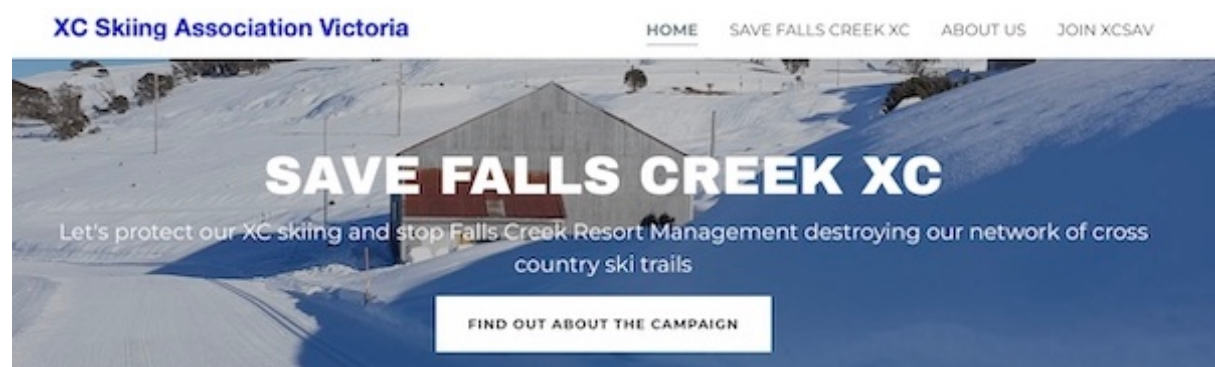 XC Skiing Association Victoria
HOME
SAVE FALLS CREEK XC
ABOUT US
JOIN XCSAV
SAVE FALLS CREEK XC
Let's protect our XC skiing and stop Falls Creek Resort Management destroying our network of cross
country ski trails
FIND OUT ABOUT THE CAMPAIGN